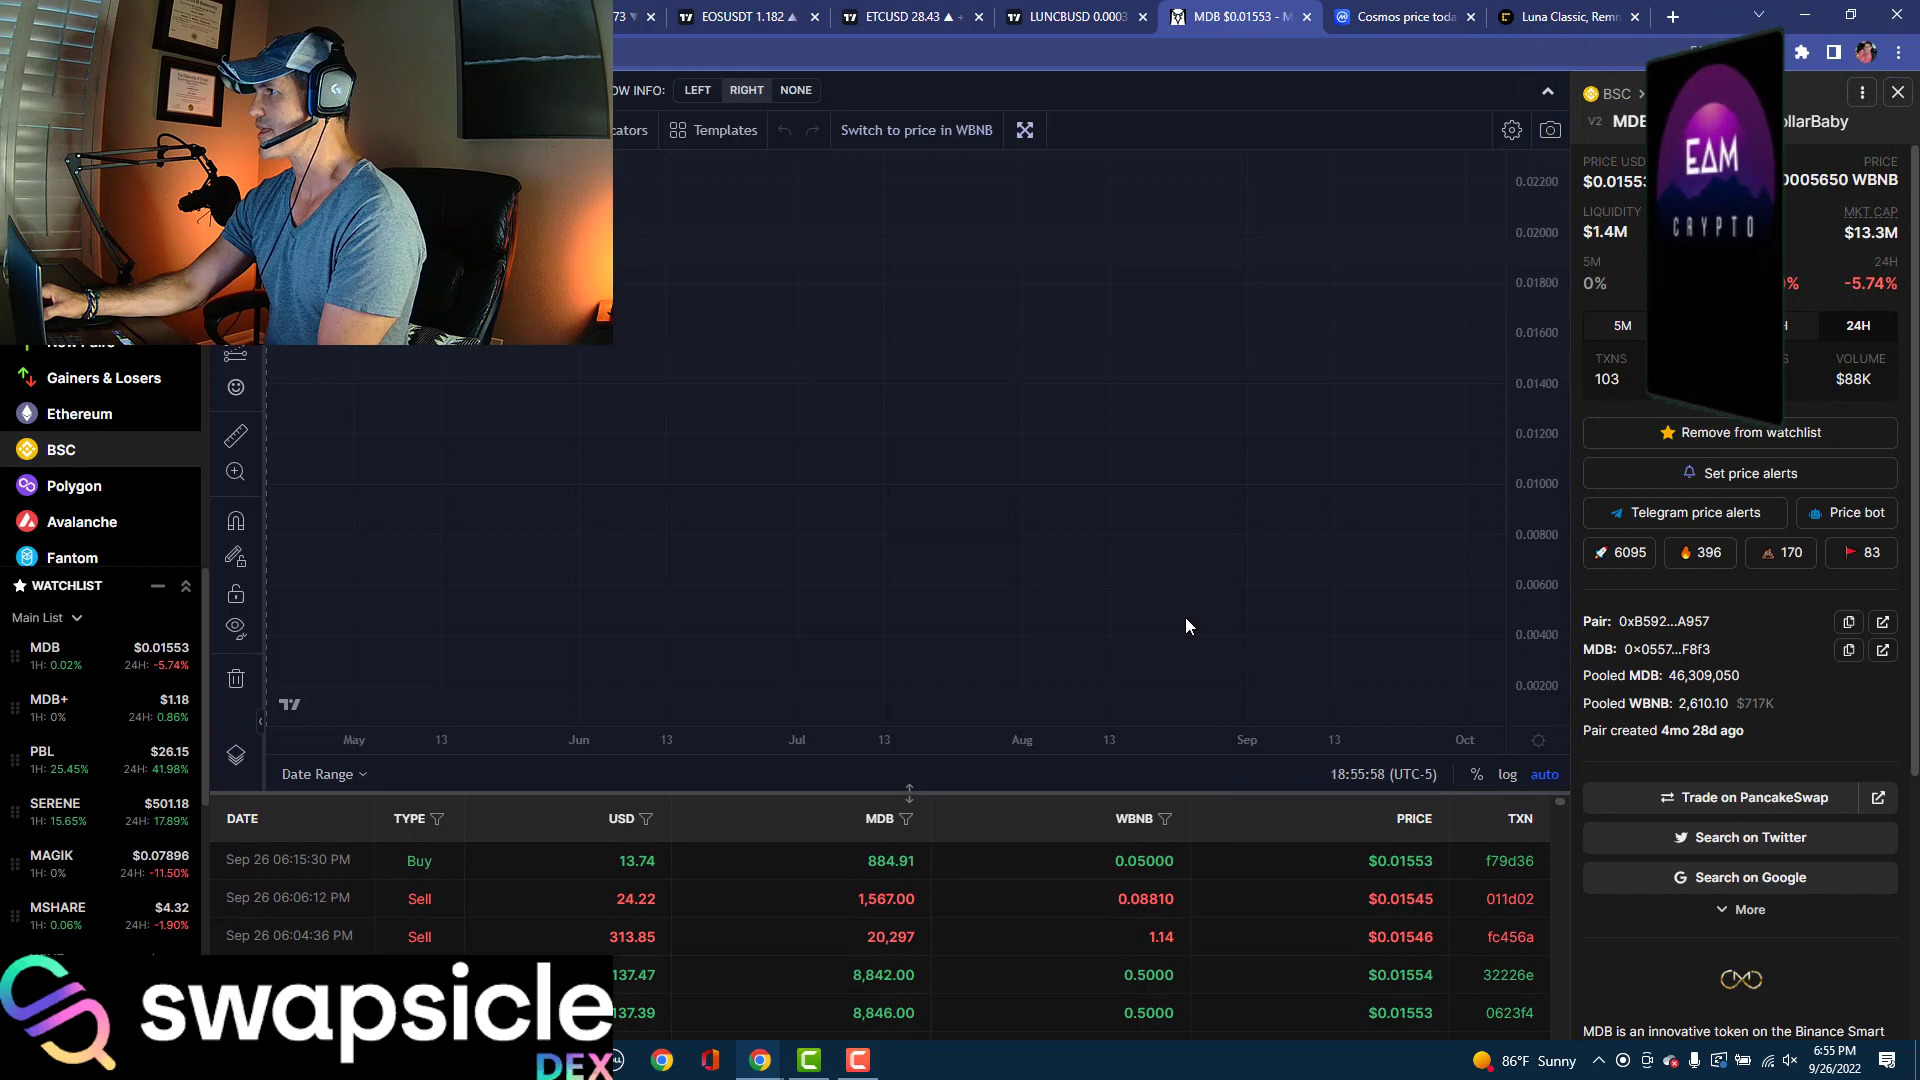 73
EOSUSDT 1.182
ETCUSD 28.43
LUNCBUSD 0.0003
MDB $0.01553 - M
Cosmos price toda
Luna Classic, Remn
OW INFO:
LEFT
RIGHT
NONE
cators
Templates
Switch to price in WBNB
BSC
V2 MDB
ollarBaby
PRICE USD
PRICE
$0.01553
0005650 WBNB
LIQUIDITY
MKT CAP
$1.4M
$13.3M
5M
24H
0%
%
-5.74%
5M
H
24H
TXNS
S
VOLUME
103
$88K
EAM
CRYPTO
Remove from watchlist
Set price alerts
Telegram price alerts
Price bot
6095
396
170
83
Pair: 0xB592...A957
MDB: 0x0557...F8f3
Pooled MDB: 46,309,050
Pooled WBNB: 2,610.10 $717K
Pair created 4mo 28d ago
Trade on PancakeSwap
Search on Twitter
Search on Google
More
MDB is an innovative token on the Binance Smart
0.02200
0.02000
0.01800
0.01600
0.01400
0.01200
0.01000
0.00800
0.00600
0.00400
0.00200
May
13
Jun
13
Jul
13
Aug
13
Sep
13
Oct
Date Range
18:55:58 (UTC-5)
%
log
auto
New Pairs
Gainers & Losers
Ethereum
BSC
Polygon
Avalanche
Fantom
WATCHLIST
Main List
MDB $0.01553
1H: 0.02% 24H: -5.74%
MDB+ $1.18
1H: 0% 24H: 0.86%
PBL $26.15
1H: 25.45% 24H: 41.98%
SERENE $501.18
1H: 15.65% 24H: 17.89%
MAGIK $0.07896
1H: 0% 24H: -11.50%
MSHARE $4.32
1H: 0.06% 24H: -1.90%
DATE TYPE USD MDB WBNB PRICE TXN
Sep 26 06:15:30 PM Buy 13.74 884.91 0.05000 $0.01553 f79d36
Sep 26 06:06:12 PM Sell 24.22 1,567.00 0.08810 $0.01545 011d02
Sep 26 06:04:36 PM Sell 313.85 20,297 1.14 $0.01546 fc456a
137.47 8,842.00 0.5000 $0.01554 32226e
137.39 8,846.00 0.5000 $0.01553 0623f4
swapsicle
DEX
86°F Sunny
6:55 PM
9/26/2022